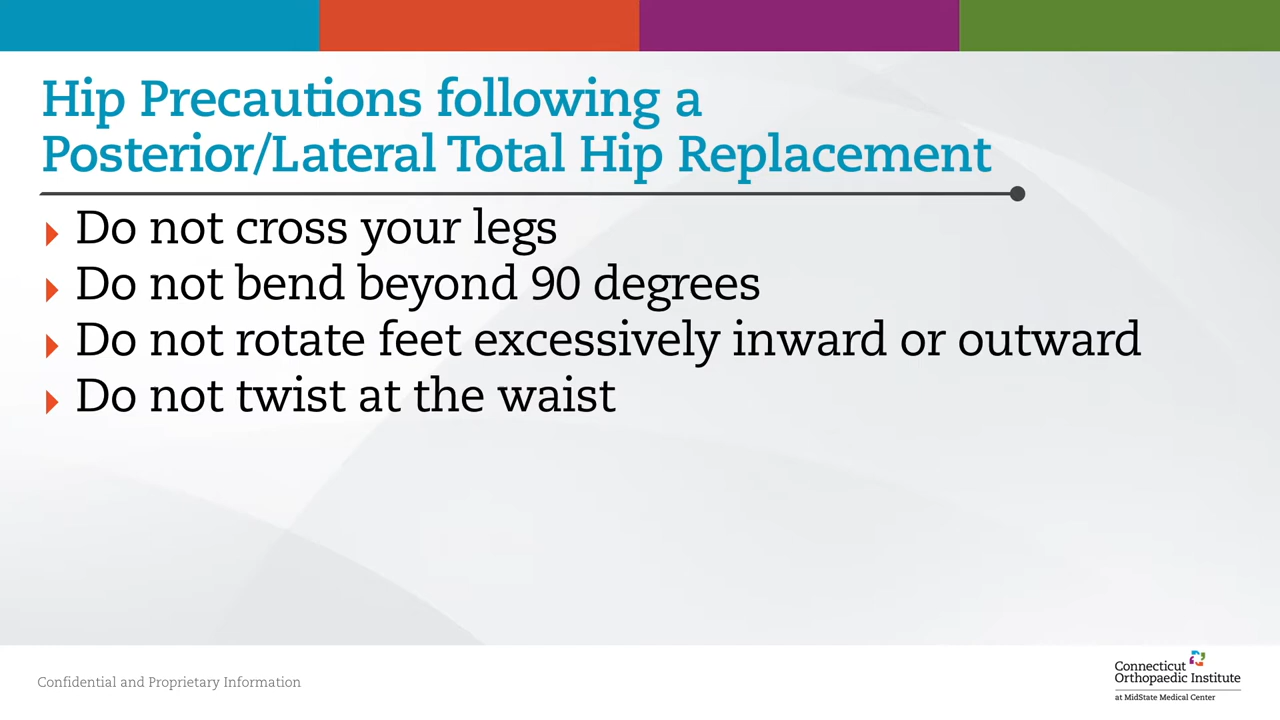 Hip Precautions following a
Posterior/Lateral Total Hip Replacement
Do not cross your legs
Do not bend beyond 90 degrees
Do not rotate feet excessively inward or outward
Do not twist at the waist
Confidential and Proprietary Information
Connecticut
Orthopaedic Institute
at MidState Medical Center